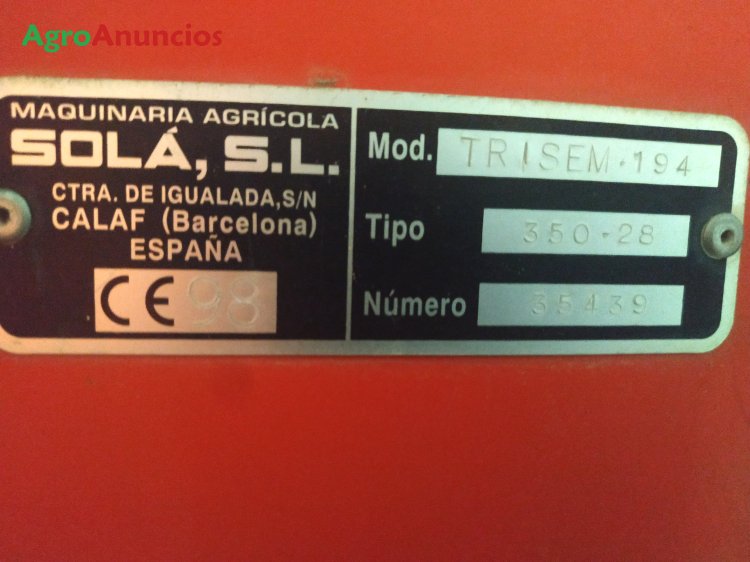 AgroAnuncios
MAQUINARIA AGRÍCOLA
SOLÁ, S.L.
CTRA. DE IGUALADA, S/N
CALAF (Barcelona)
ESPAÑA
CE 98
Mod. TRISEM-194
Tipo 350-28
Número 35439